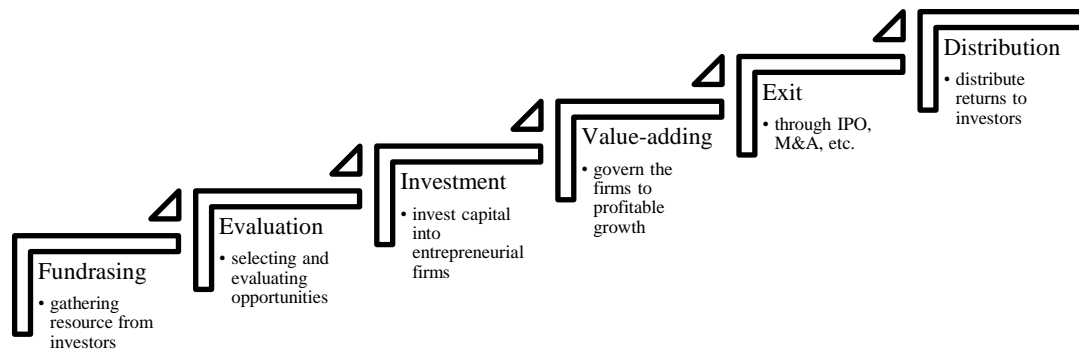 Fundrasing
• gathering
resource from
investors
Evaluation
• selecting and
evaluating
opportunities
Investment
• invest capital
into
entrepreneurial
firms
Value-adding
• govern the
firms to
profitable
growth
Exit
• through IPO,
M&A, etc.
Distribution
• distribute
returns to
investors